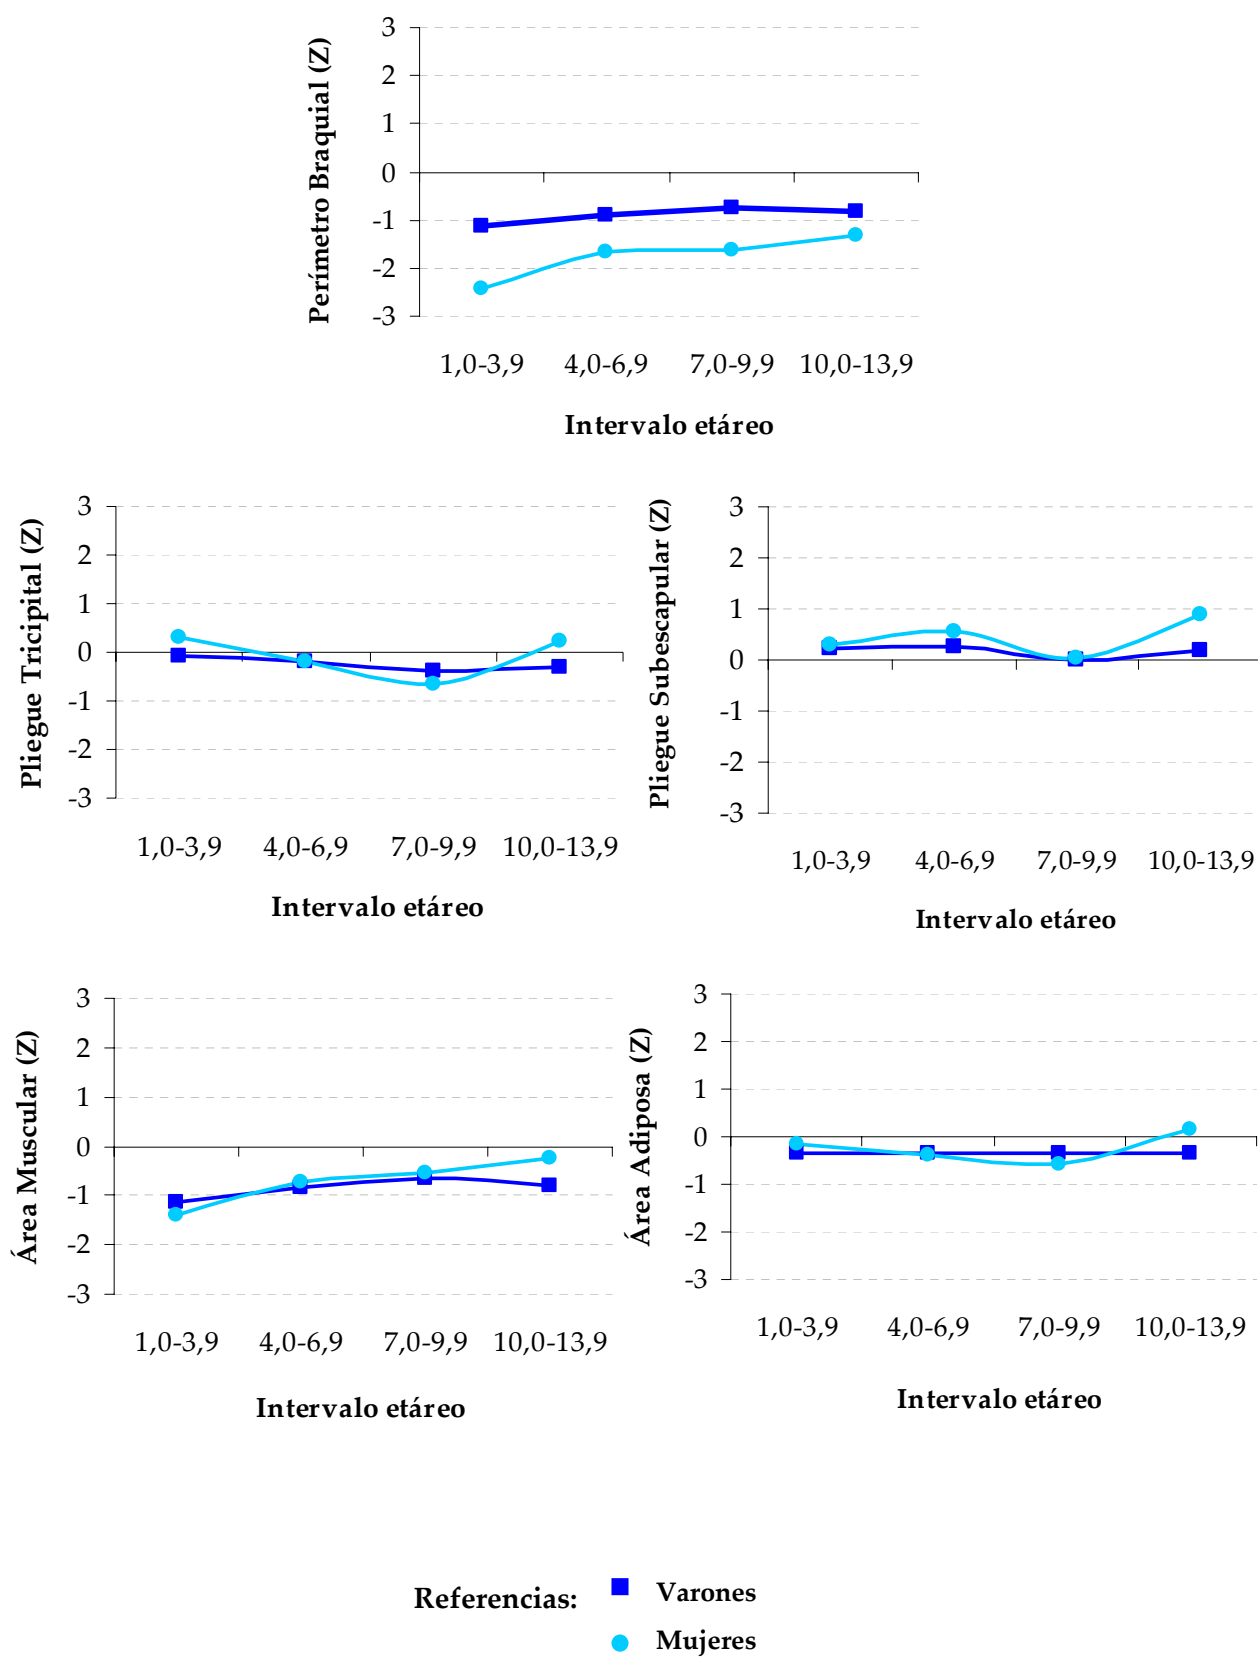 Perímetro Braquial (Z)
3
2
1
0
-1
-2
-3
1,0-3,9 4,0-6,9 7,0-9,9 10,0-13,9
Intervalo etáreo
Pliegue Tricipital (Z)
3
2
1
0
-1
-2
-3
1,0-3,9 4,0-6,9 7,0-9,9 10,0-13,9
Intervalo etáreo
Pliegue Subescapular (Z)
3
2
1
0
-1
-2
-3
1,0-3,9 4,0-6,9 7,0-9,9 10,0-13,9
Intervalo etáreo
Área Muscular (Z)
3
2
1
0
-1
-2
-3
1,0-3,9 4,0-6,9 7,0-9,9 10,0-13,9
Intervalo etáreo
Área Adiposa (Z)
3
2
1
0
-1
-2
-3
1,0-3,9 4,0-6,9 7,0-9,9 10,0-13,9
Intervalo etáreo
Referencias: Varones
Mujeres